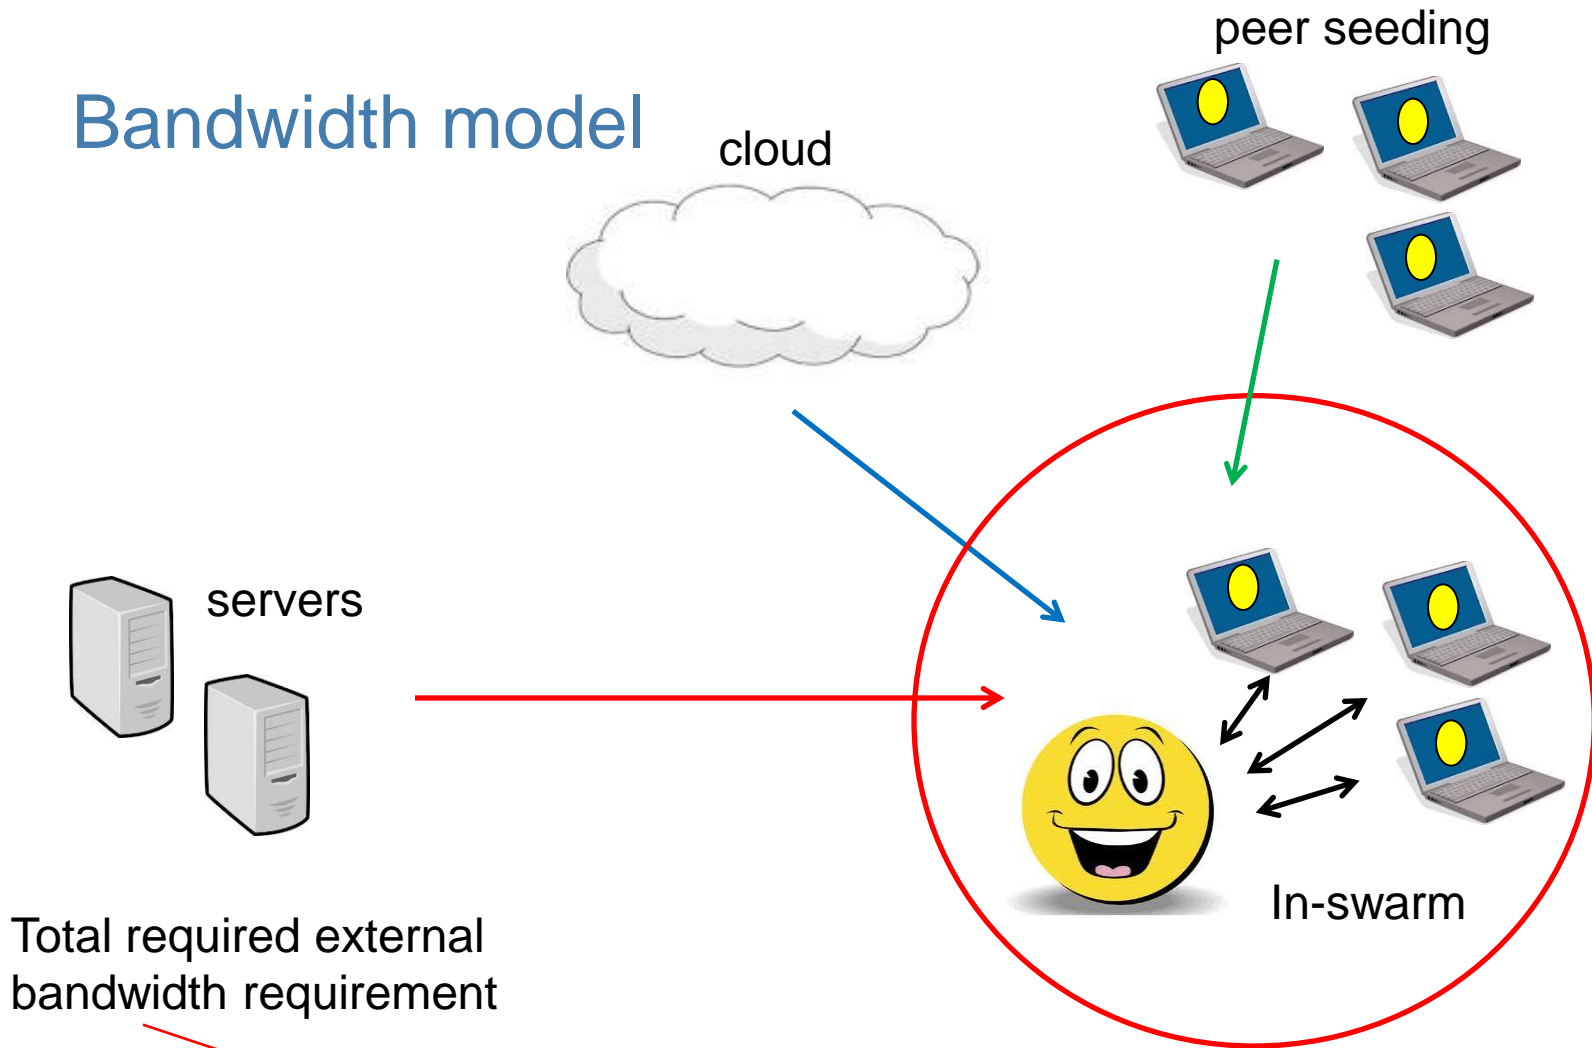 peer seeding
Bandwidth model
cloud
servers
In-swarm
Total required external
bandwidth requirement